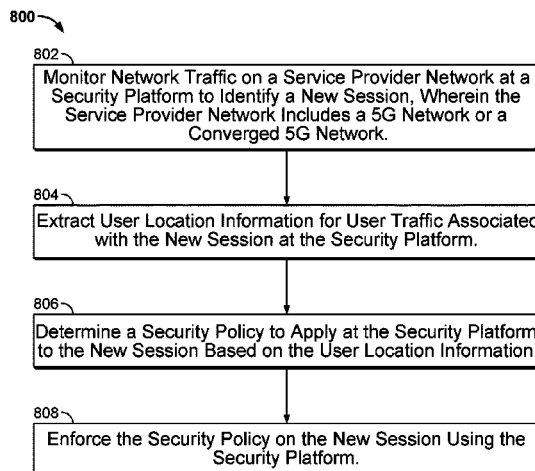 800
802
Monitor Network Traffic on a Service Provider Network at a
Security Platform to Identify a New Session, Wherein the
Service Provider Network Includes a 5G Network or a
Converged 5G Network.
804
Extract User Location Information for User Traffic Associated
with the New Session at the Security Platform.
806
Determine a Security Policy to Apply at the Security Platform
to the New Session Based on the User Location Information.
808
Enforce the Security Policy on the New Session Using the
Security Platform.